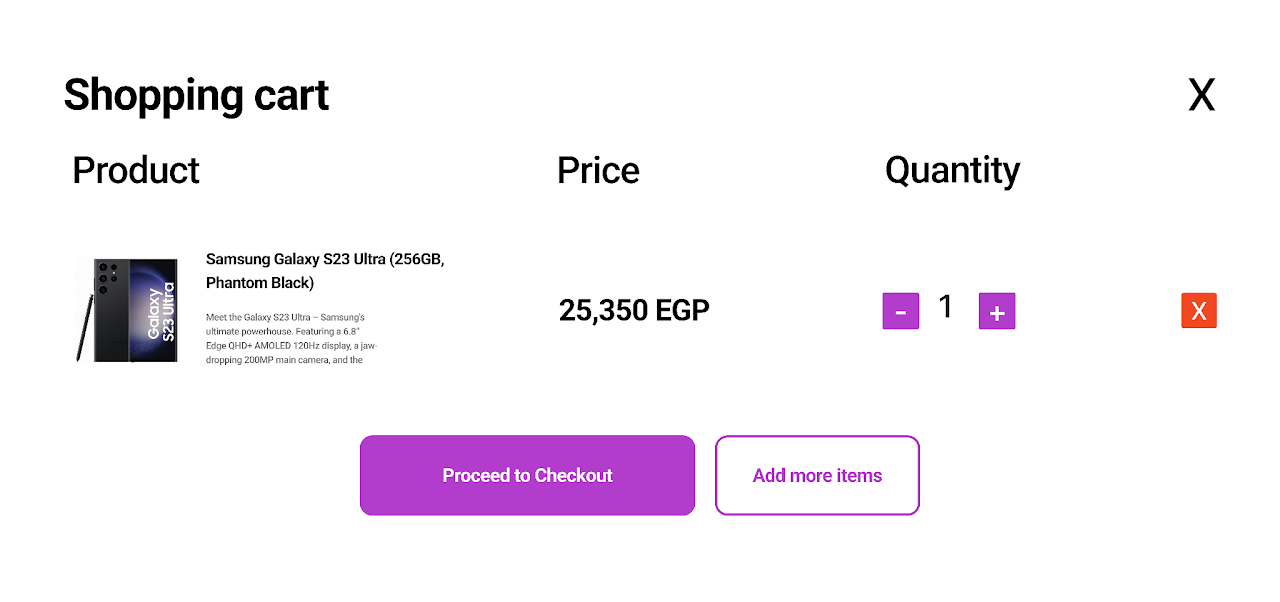 Shopping cart
X
Product
Price
Quantity
Samsung Galaxy S23 Ultra (256GB,
Phantom Black)
Meet the Galaxy S23 Ultra – Samsung's
ultimate powerhouse. Featuring a 6.8"
Edge QHD+ AMOLED 120Hz display, a jaw-
dropping 200MP main camera, and the
Galaxy
S23 Ultra
25,350 EGP
- 1 +
X
Proceed to Checkout
Add more items